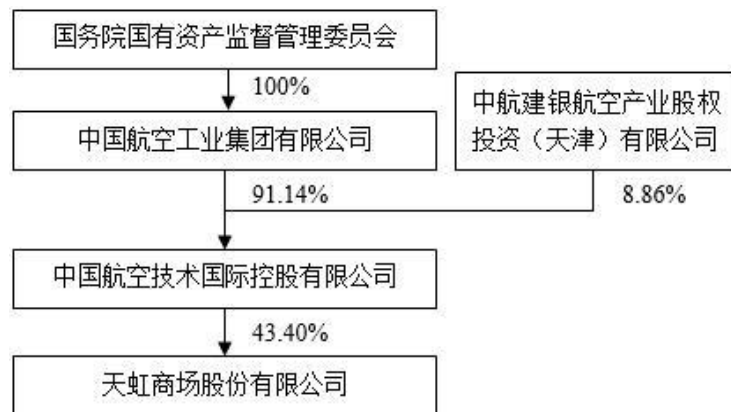 国务院国有资产监督管理委员会
100%
中航建银航空产业股权
投资（天津）有限公司
中国航空工业集团有限公司
91.14%
8.86%
中国航空技术国际控股有限公司
43.40%
天虹商场股份有限公司